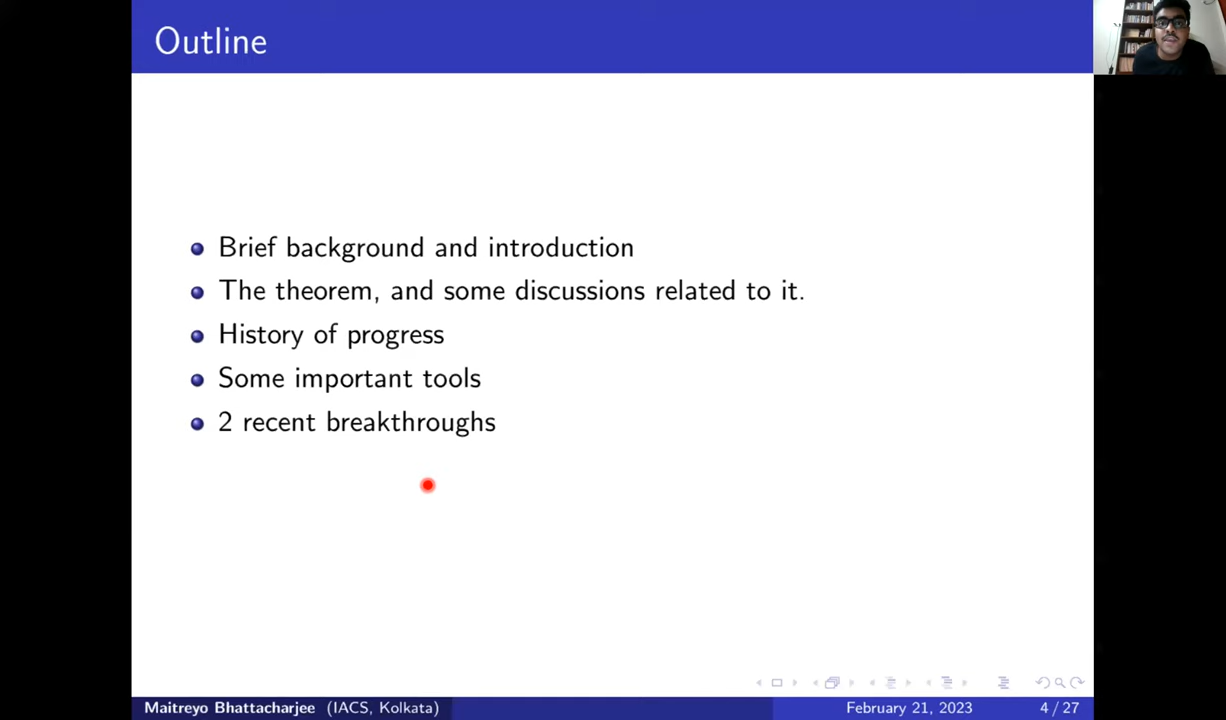 Outline
Brief background and introduction
The theorem, and some discussions related to it.
History of progress
Some important tools
2 recent breakthroughs
Maitreyo Bhattacharjee (IACS, Kolkata) February 21, 2023 4 / 27